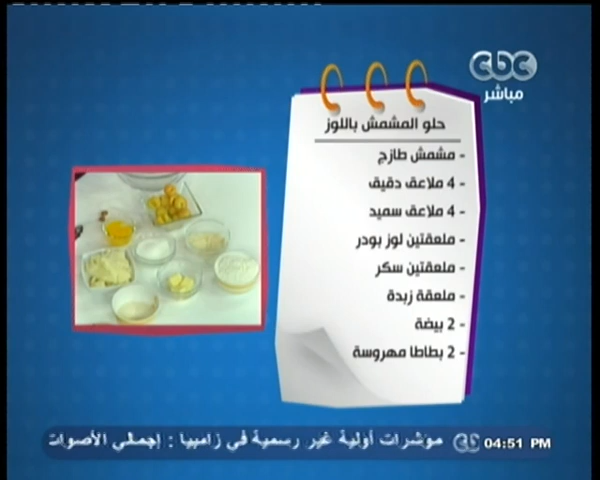 cbc
مباشر
حلو المشمش باللوز
- مشمش طازج
- 4 ملاعق دقيق
- 4 ملاعق سميد
- ملعقتين لوز بودر
- ملعقتين سكر
- ملعقة زبدة
- 2 بيضة
- 2 بطاطا مهروسة
موشرات أولية غير رسمية في زامبيا : إجمالي الأصوات
04:51 PM